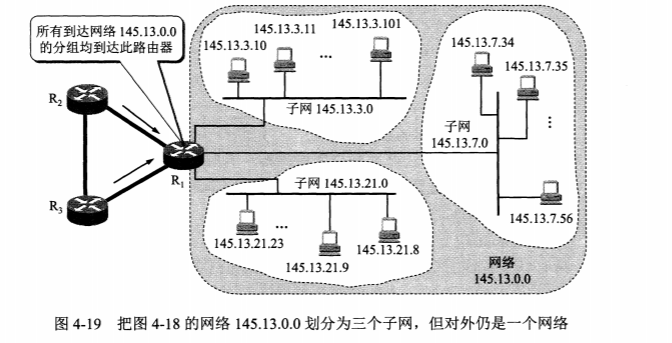 所有到达网络 145.13.0.0
的分组均到达此路由器
145.13.3.10
145.13.3.11
...
145.13.3.101
子网 145.13.3.0
R2
R1
R3
145.13.7.34
145.13.7.35
...
子网
145.13.7.0
145.13.7.56
子网 145.13.21.0
145.13.21.23
...
145.13.21.9
145.13.21.8
网络
145.13.0.0
图 4-19 把图 4-18 的网络 145.13.0.0 划分为三个子网，但对外仍是一个网络